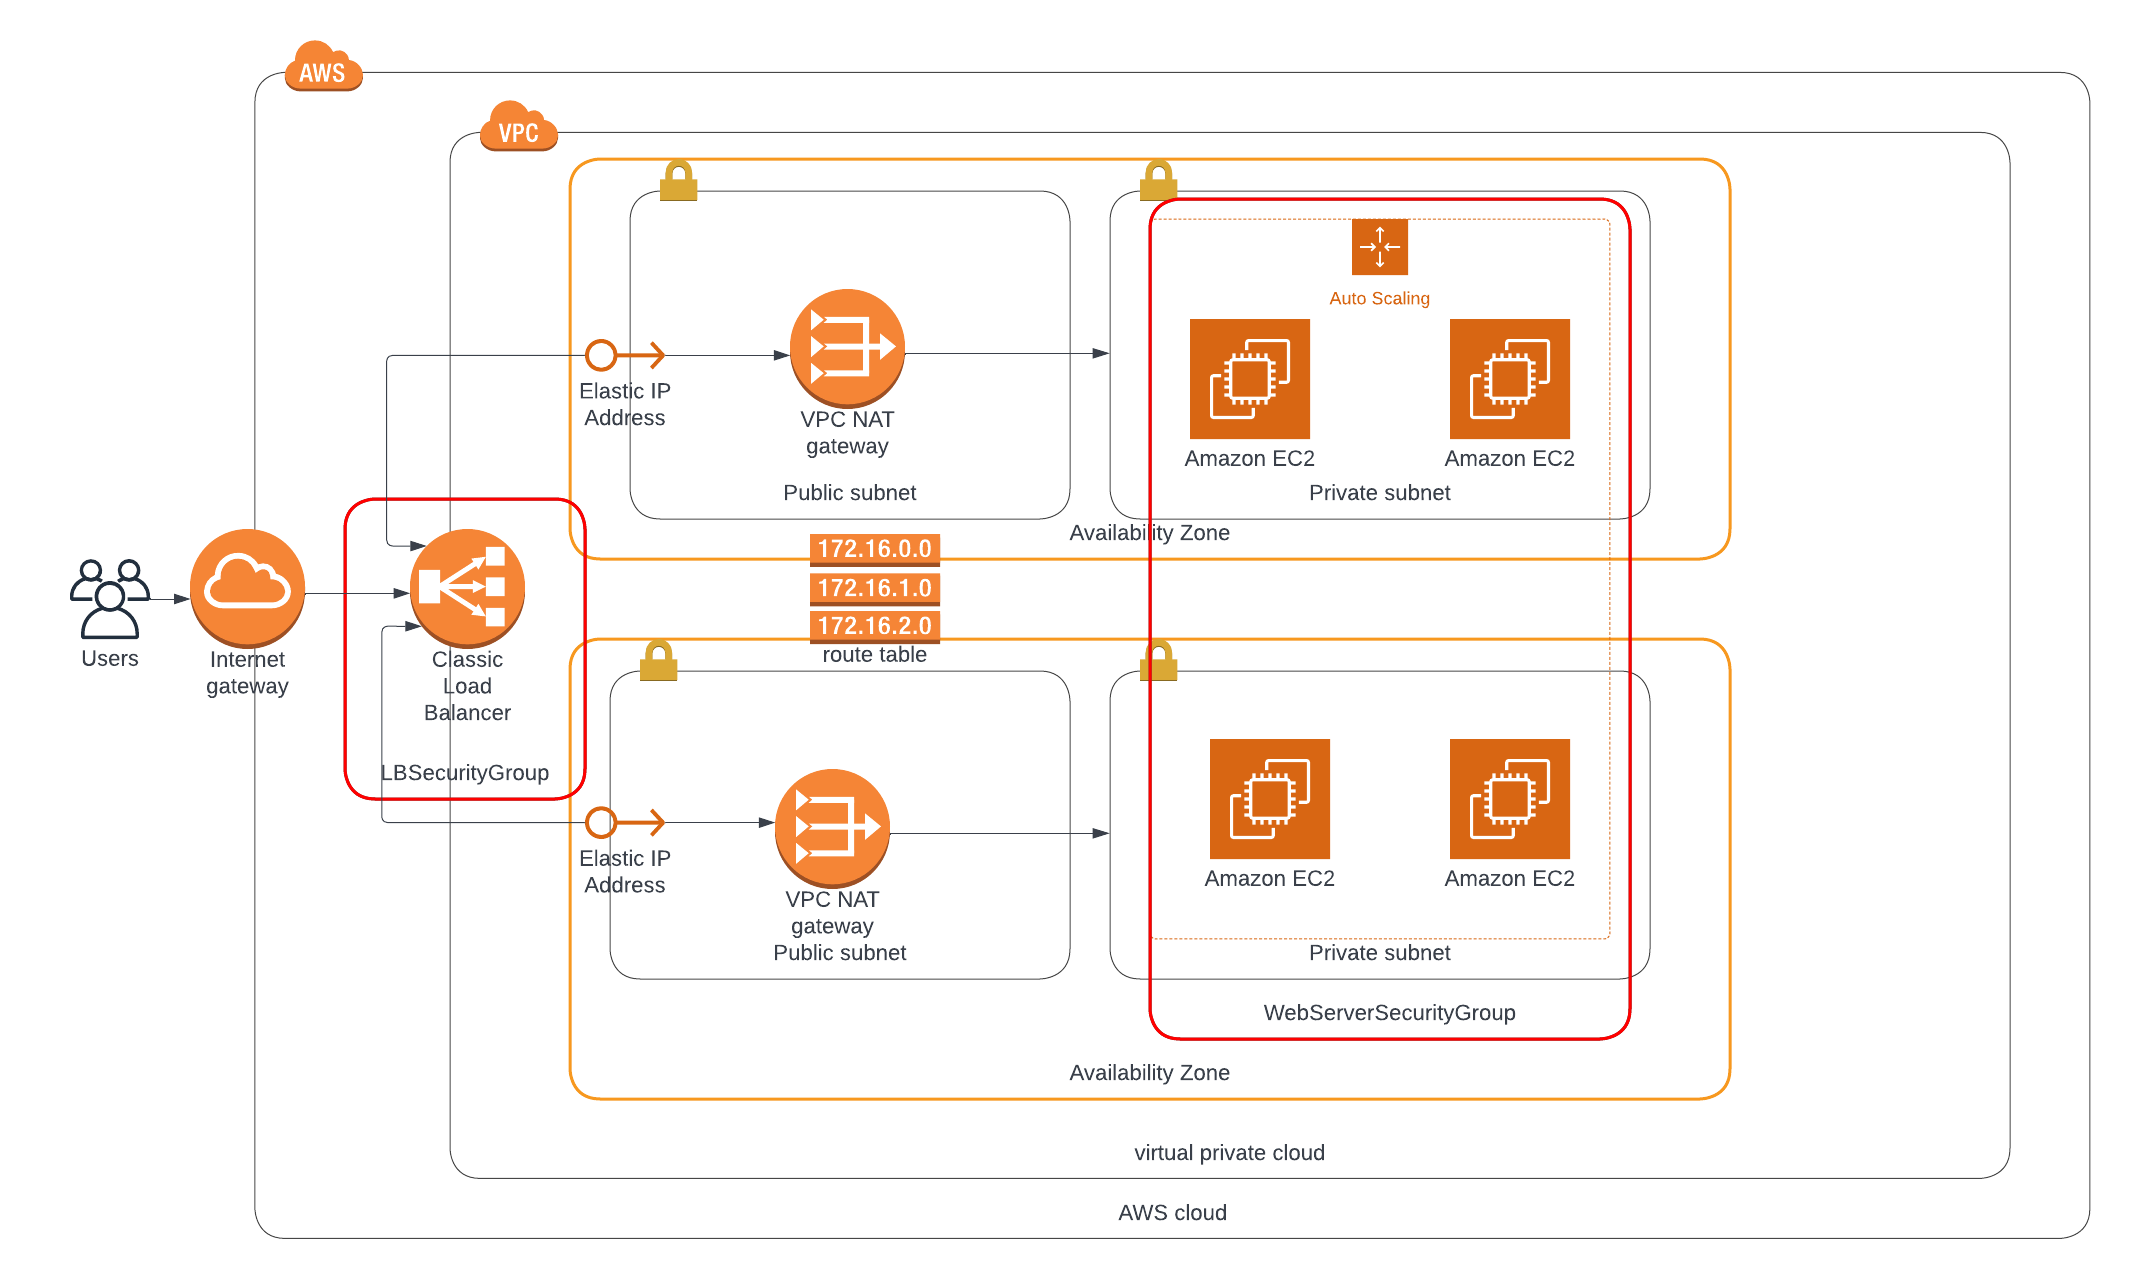 AWS
VPC
Auto Scaling
Elastic IP
Address
VPC NAT
gateway
Amazon EC2
Amazon EC2
Public subnet
Private subnet
Availability Zone
172.16.0.0
172.16.1.0
172.16.2.0
route table
Users
Internet
gateway
Classic
Load
Balancer
LBSecurityGroup
Elastic IP
Address
VPC NAT
gateway
Public subnet
Amazon EC2
Amazon EC2
Private subnet
WebServerSecurityGroup
Availability Zone
virtual private cloud
AWS cloud